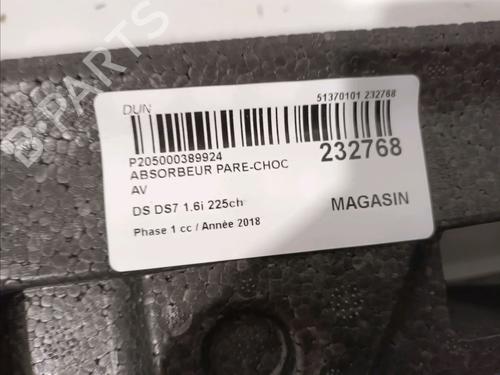 DUN
51370101 232768
P205000389924
232768
ABSORBEUR PARE-CHOC
AV
DS DS7 1.6i 225ch
MAGASIN
Phase 1 cc / Année 2018
B-PARTS